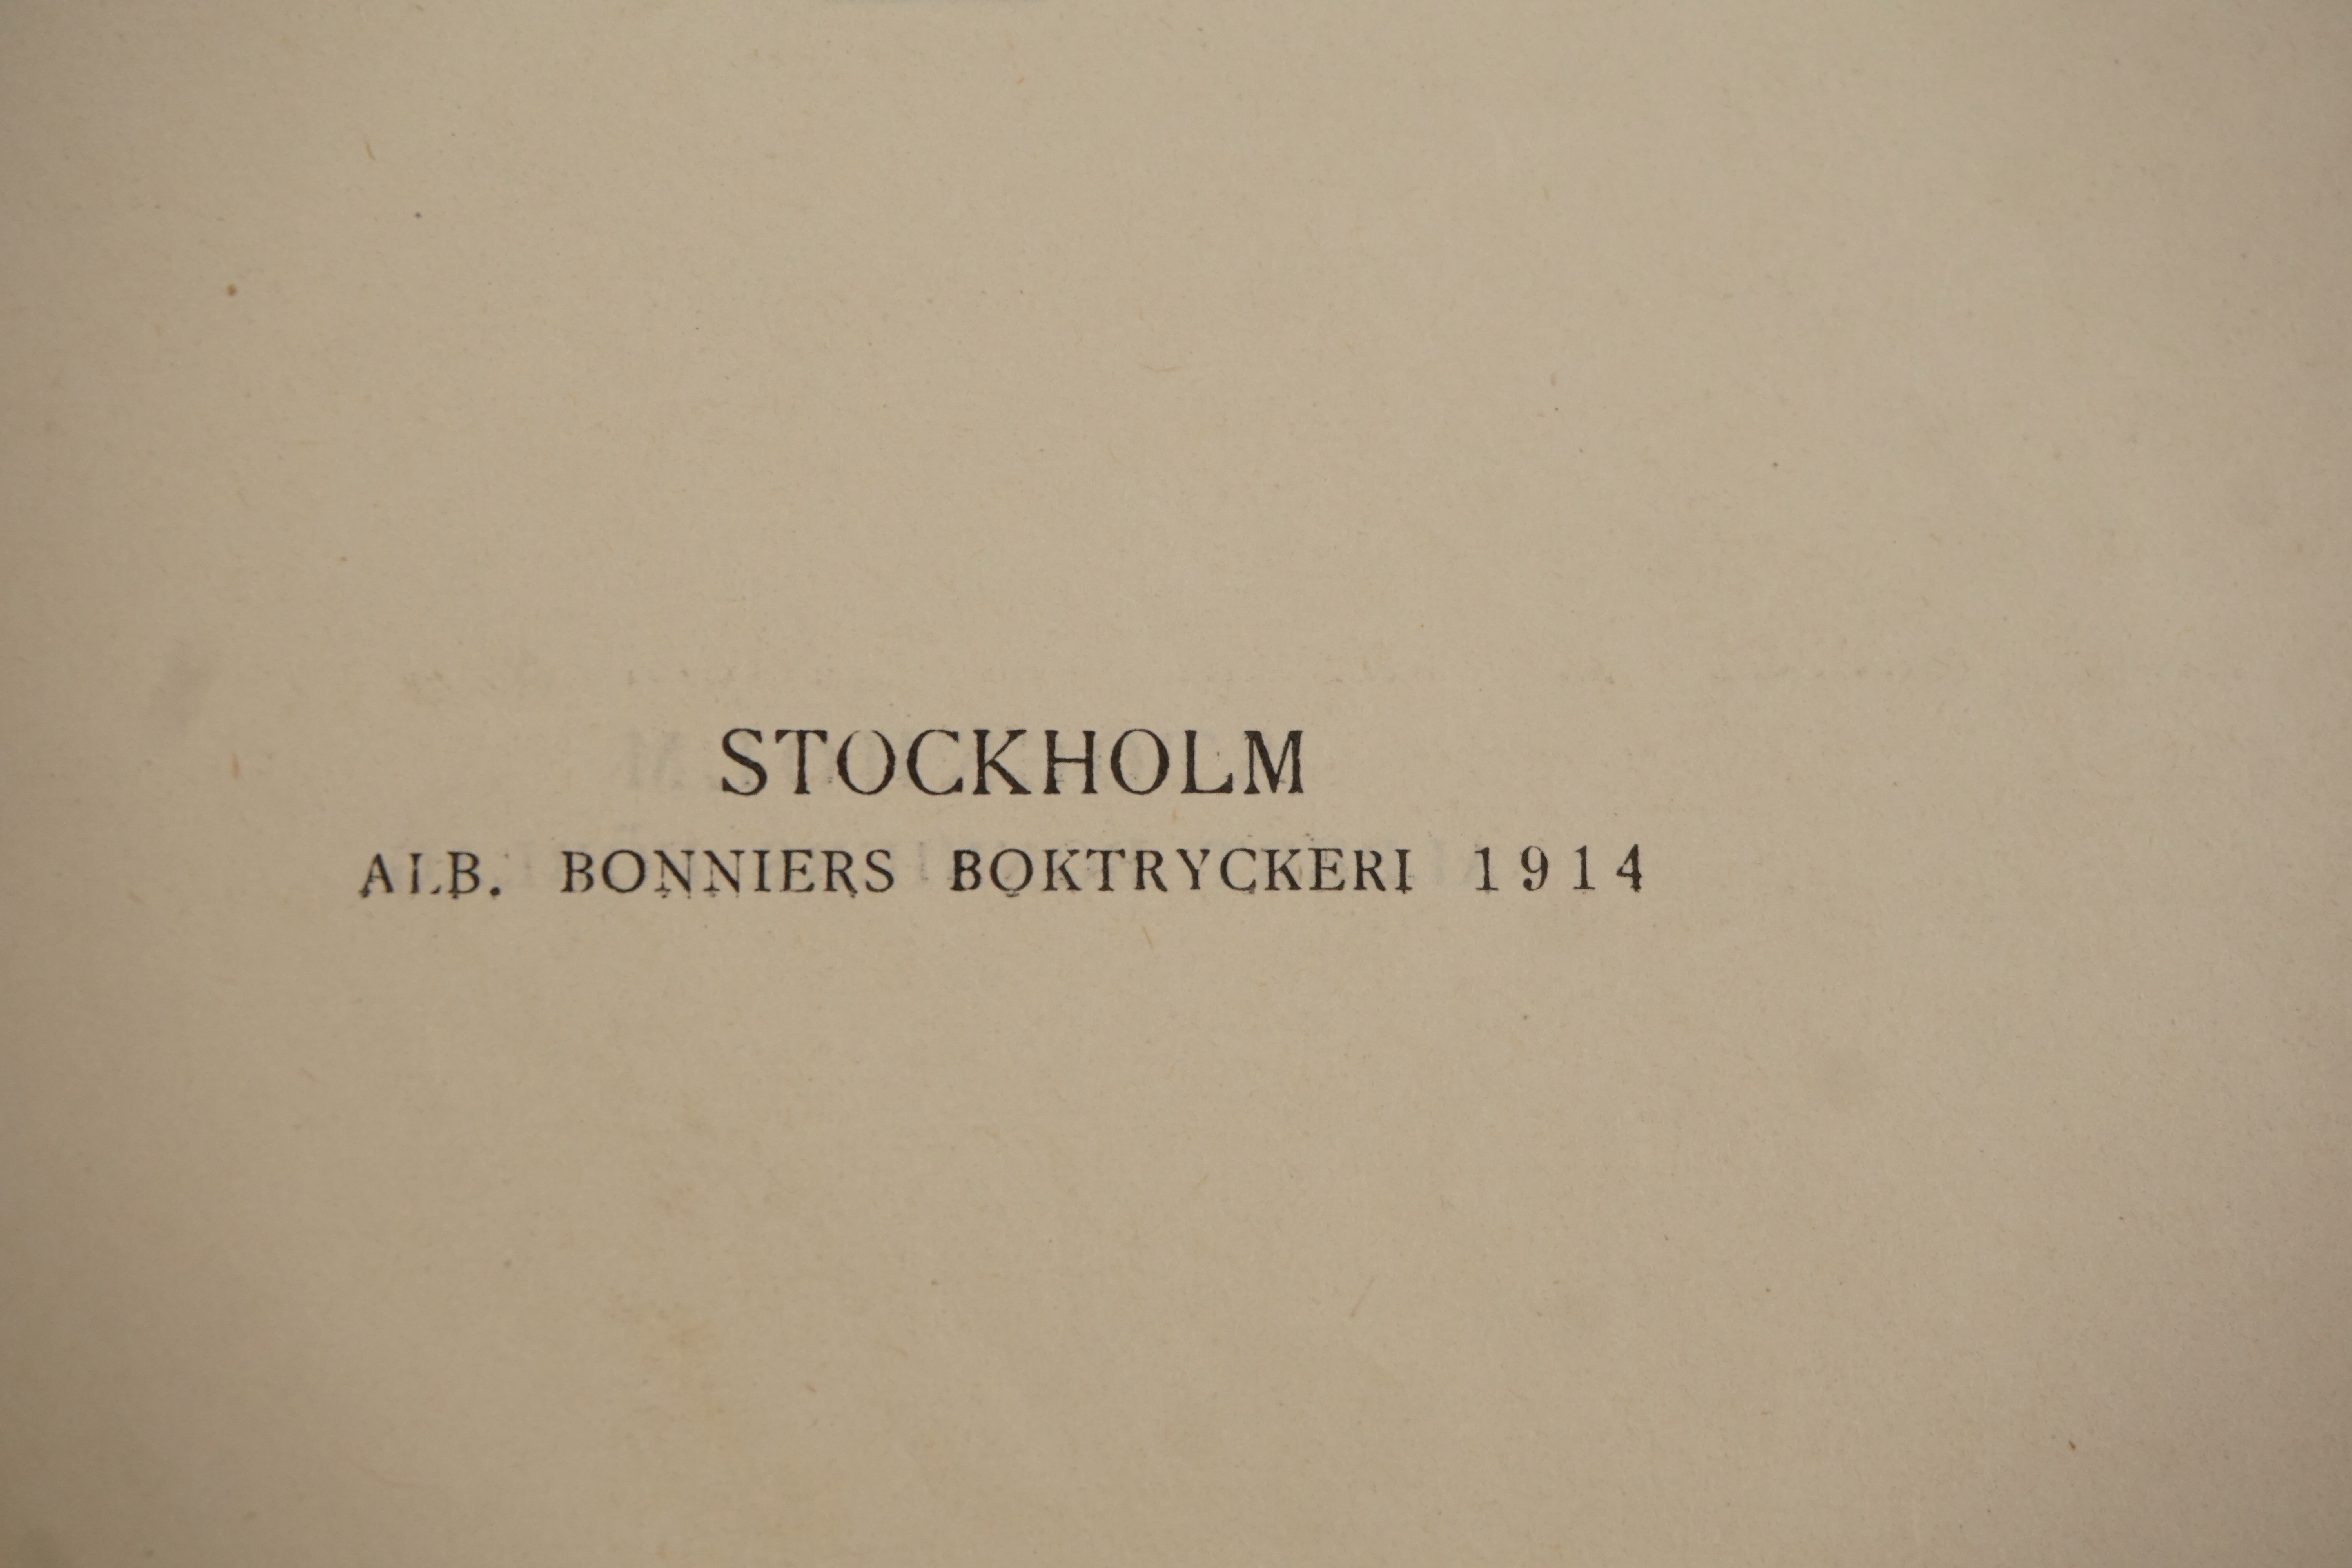 STOCKHOLM
ALB. BONNIERS BOKTRYCKERI 1914